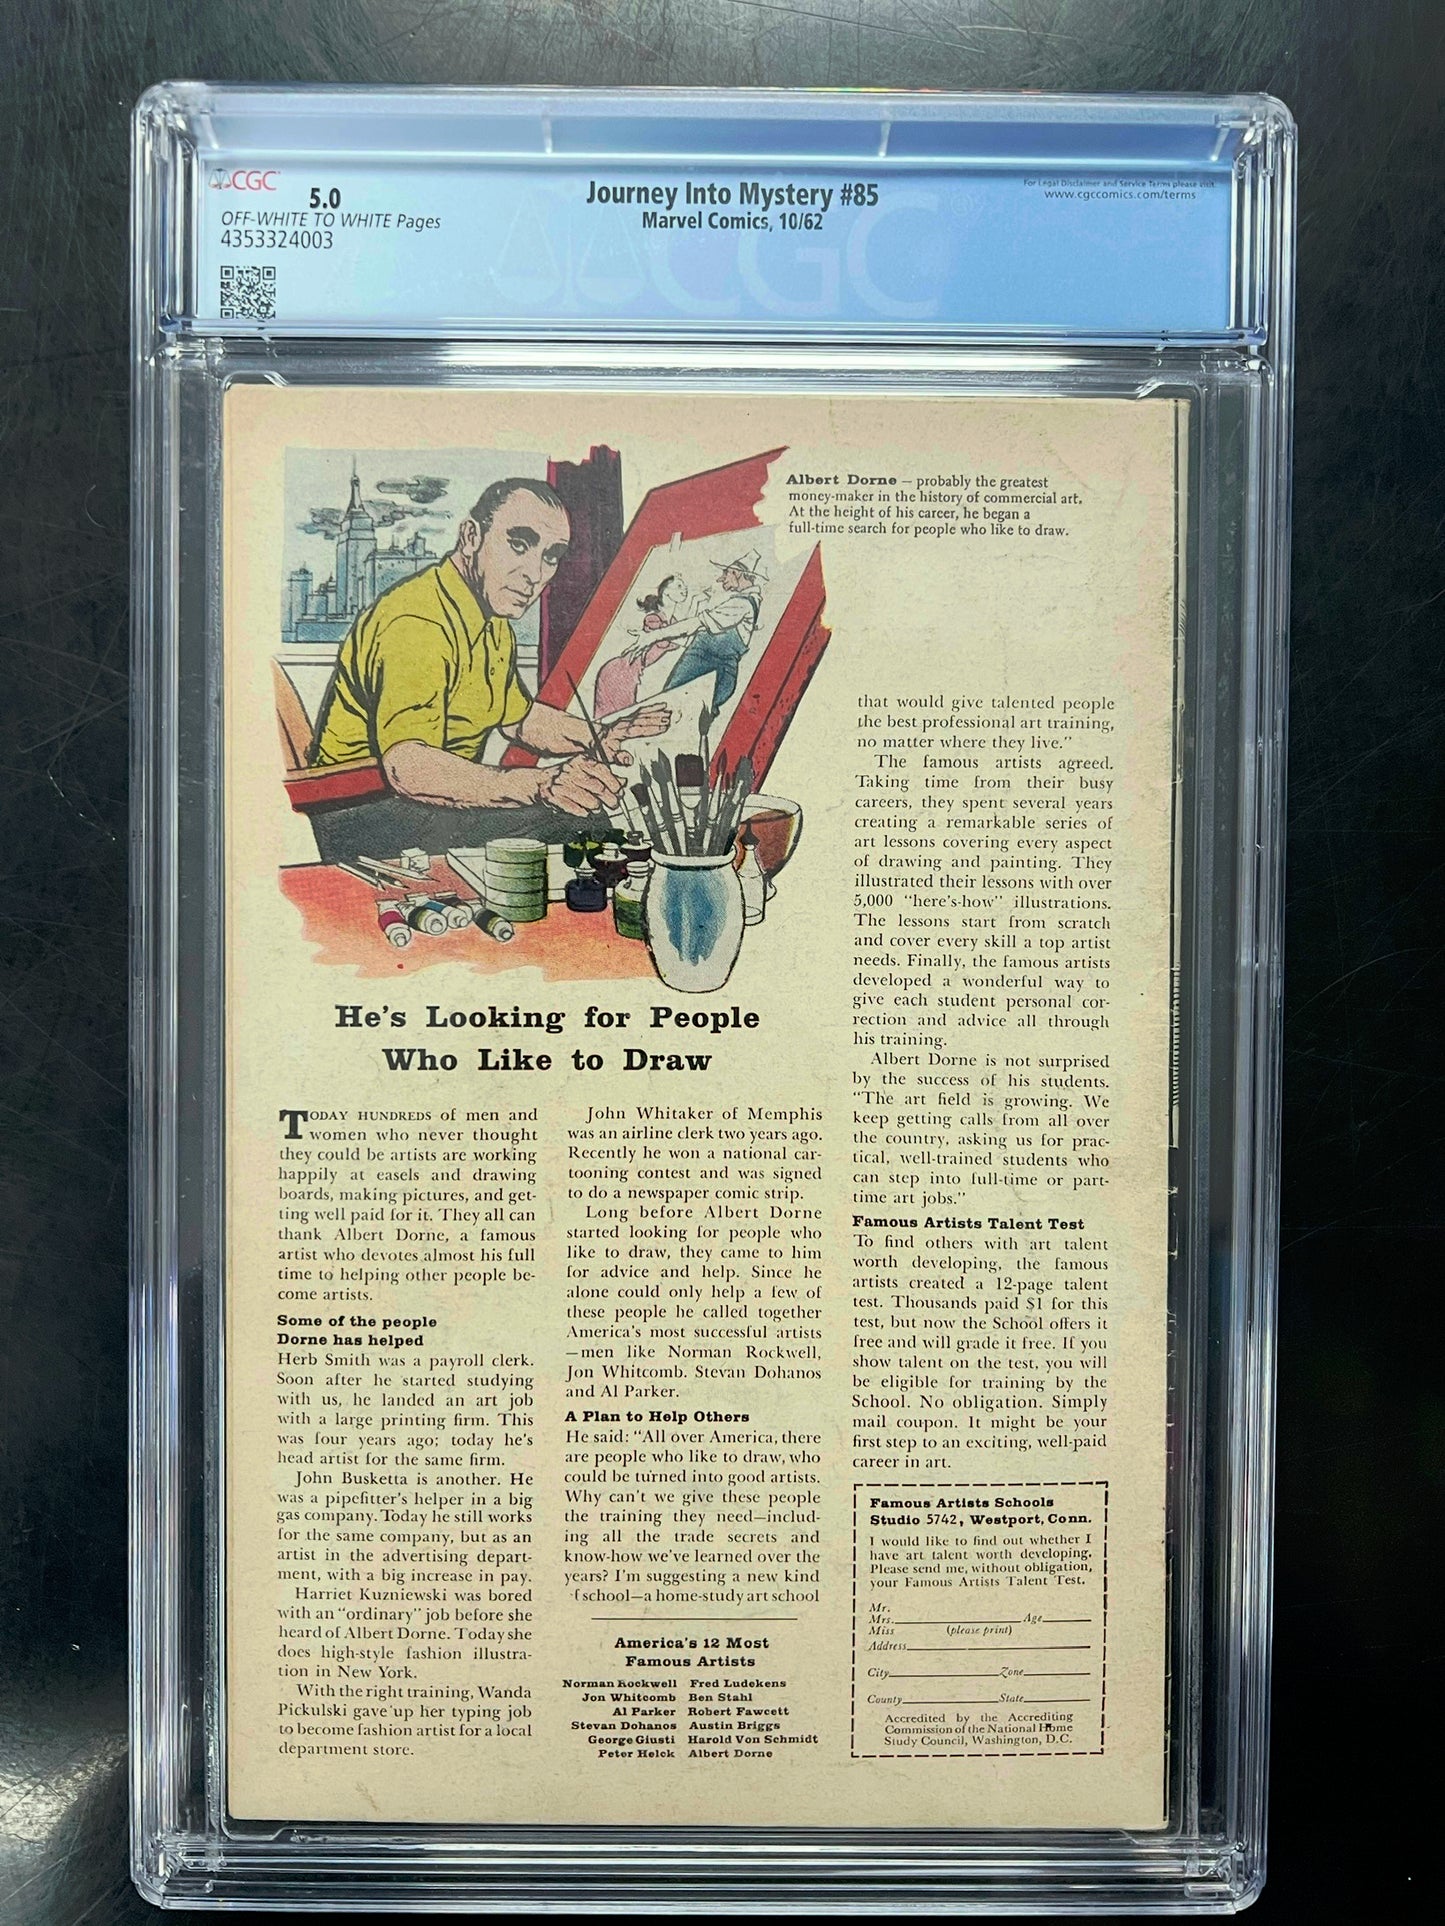 CGC
5.0
OFF-WHITE TO WHITE Pages
4353324003
Journey Into Mystery #85
Marvel Comics, 10/62
For Legal Disclaimer and Service Terms please visit
www.cgccomics.com/terms
CGC
Albert Dorne — probably the greatest
money-maker in the history of commercial art.
At the height of his career, he began a
full-time search for people who like to draw.
He's Looking for People
Who Like to Draw
TODAY HUNDREDS of men and
women who never thought
they could be artists are working
happily at easels and drawing
boards, making pictures, and get-
ting well paid for it. They all can
thank Albert Dorne, a famous
artist who devotes almost his full
time to helping other people be-
come artists.
Some of the people
Dorne has helped
Herb Smith was a payroll clerk.
Soon after he started studying
with us, he landed an art job
with a large printing firm. This
was four years ago; today he's
head artist for the same firm.
John Busketta is another. He
was a pipefitter's helper in a big
gas company. Today he still works
for the same company, but as an
artist in the advertising depart-
ment, with a big increase in pay.
Harriet Kuzniewski was bored
with an "ordinary" job before she
heard of Albert Dorne. Today she
does high-style fashion illustra-
tion in New York.
With the right training, Wanda
Pickulski gave up her typing job
to become fashion artist for a local
department store.
John Whitaker of Memphis
was an airline clerk two years ago.
Recently he won a national car-
tooning contest and was signed
to do a newspaper comic strip.
Long before Albert Dorne
started looking for people who
like to draw, they came to him
for advice and help. Since he
alone could only help a few of
these people he called together
America's most successful artists
—men like Norman Rockwell,
Jon Whitcomb. Stevan Dohanos
and Al Parker.
A Plan to Help Others
He said: "All over America, there
are people who like to draw, who
could be turned into good artists.
Why can't we give these people
the training they need—includ-
ing all the trade secrets and
know-how we've learned over the
years? I'm suggesting a new kind
f school—a home-study art school
America's 12 Most
Famous Artists
Norman Rockwell Fred Ludekens
Jon Whitcomb Ben Stahl
Al Parker Robert Fawcett
Stevan Dohanos Austin Briggs
George Giusti Harold Von Schmidt
Peter Helck Albert Dorne
that would give talented people
the best professional art training,
no matter where they live."
The famous artists agreed.
Taking time from their busy
careers, they spent several years
creating a remarkable series of
art lessons covering every aspect
of drawing and painting. They
illustrated their lessons with over
5,000 "here's-how" illustrations.
The lessons start from scratch
and cover every skill a top artist
needs. Finally, the famous artists
developed a wonderful way to
give each student personal cor-
rection and advice all through
his training.
Albert Dorne is not surprised
by the success of his students.
"The art field is growing. We
keep getting calls from all over
the country, asking us for prac-
tical, well-trained students who
can step into full-time or part-
time art jobs."
Famous Artists Talent Test
To find others with art talent
worth developing, the famous
artists created a 12-page talent
test. Thousands paid $1 for this
test, but now the School offers it
free and will grade it free. If you
show talent on the test, you will
be eligible for training by the
School. No obligation. Simply
mail coupon. It might be your
first step to an exciting, well-paid
career in art.
Famous Artists Schools
Studio 5742, Westport, Conn.
I would like to find out whether I
have art talent worth developing.
Please send me, without obligation,
your Famous Artists Talent Test.
Mr.
Mrs. Age
Miss (please print)
Address
City Zone
County State
Accredited by the Accrediting
Commission of the National Home
Study Council, Washington, D.C.